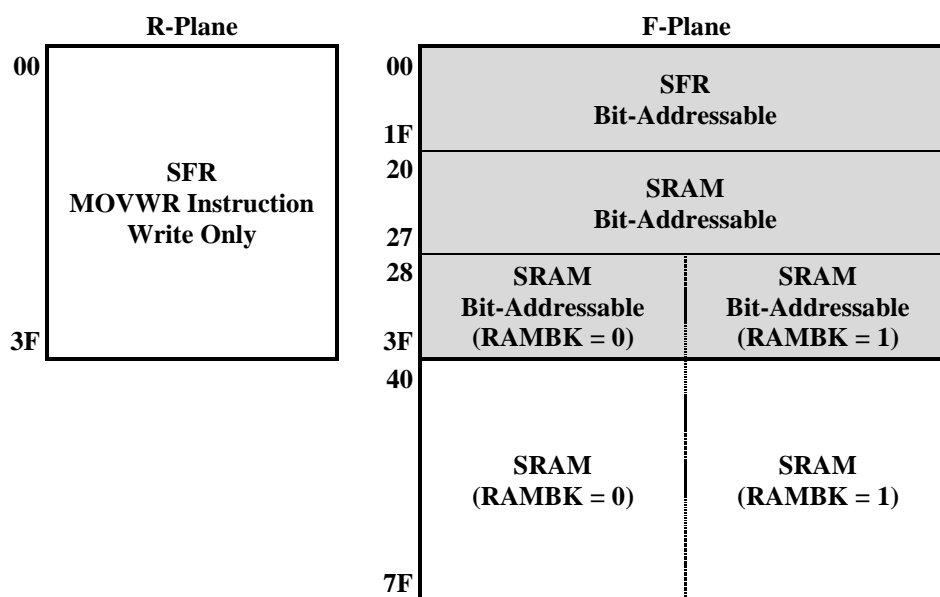 R-Plane
00
SFR
MOVWR Instruction
Write Only
3F
F-Plane
00
SFR
Bit-Addressable
1F
20
SRAM
Bit-Addressable
27
28
SRAM
Bit-Addressable
(RAMBK = 0)
SRAM
Bit-Addressable
(RAMBK = 1)
3F
40
SRAM
(RAMBK = 0)
SRAM
(RAMBK = 1)
7F